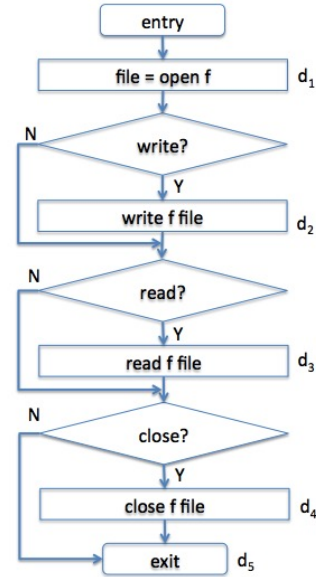 entry
file = open f d1
write?
N
Y
write f file d2
read?
N
Y
read f file d3
close?
N
Y
close f file d4
exit d5